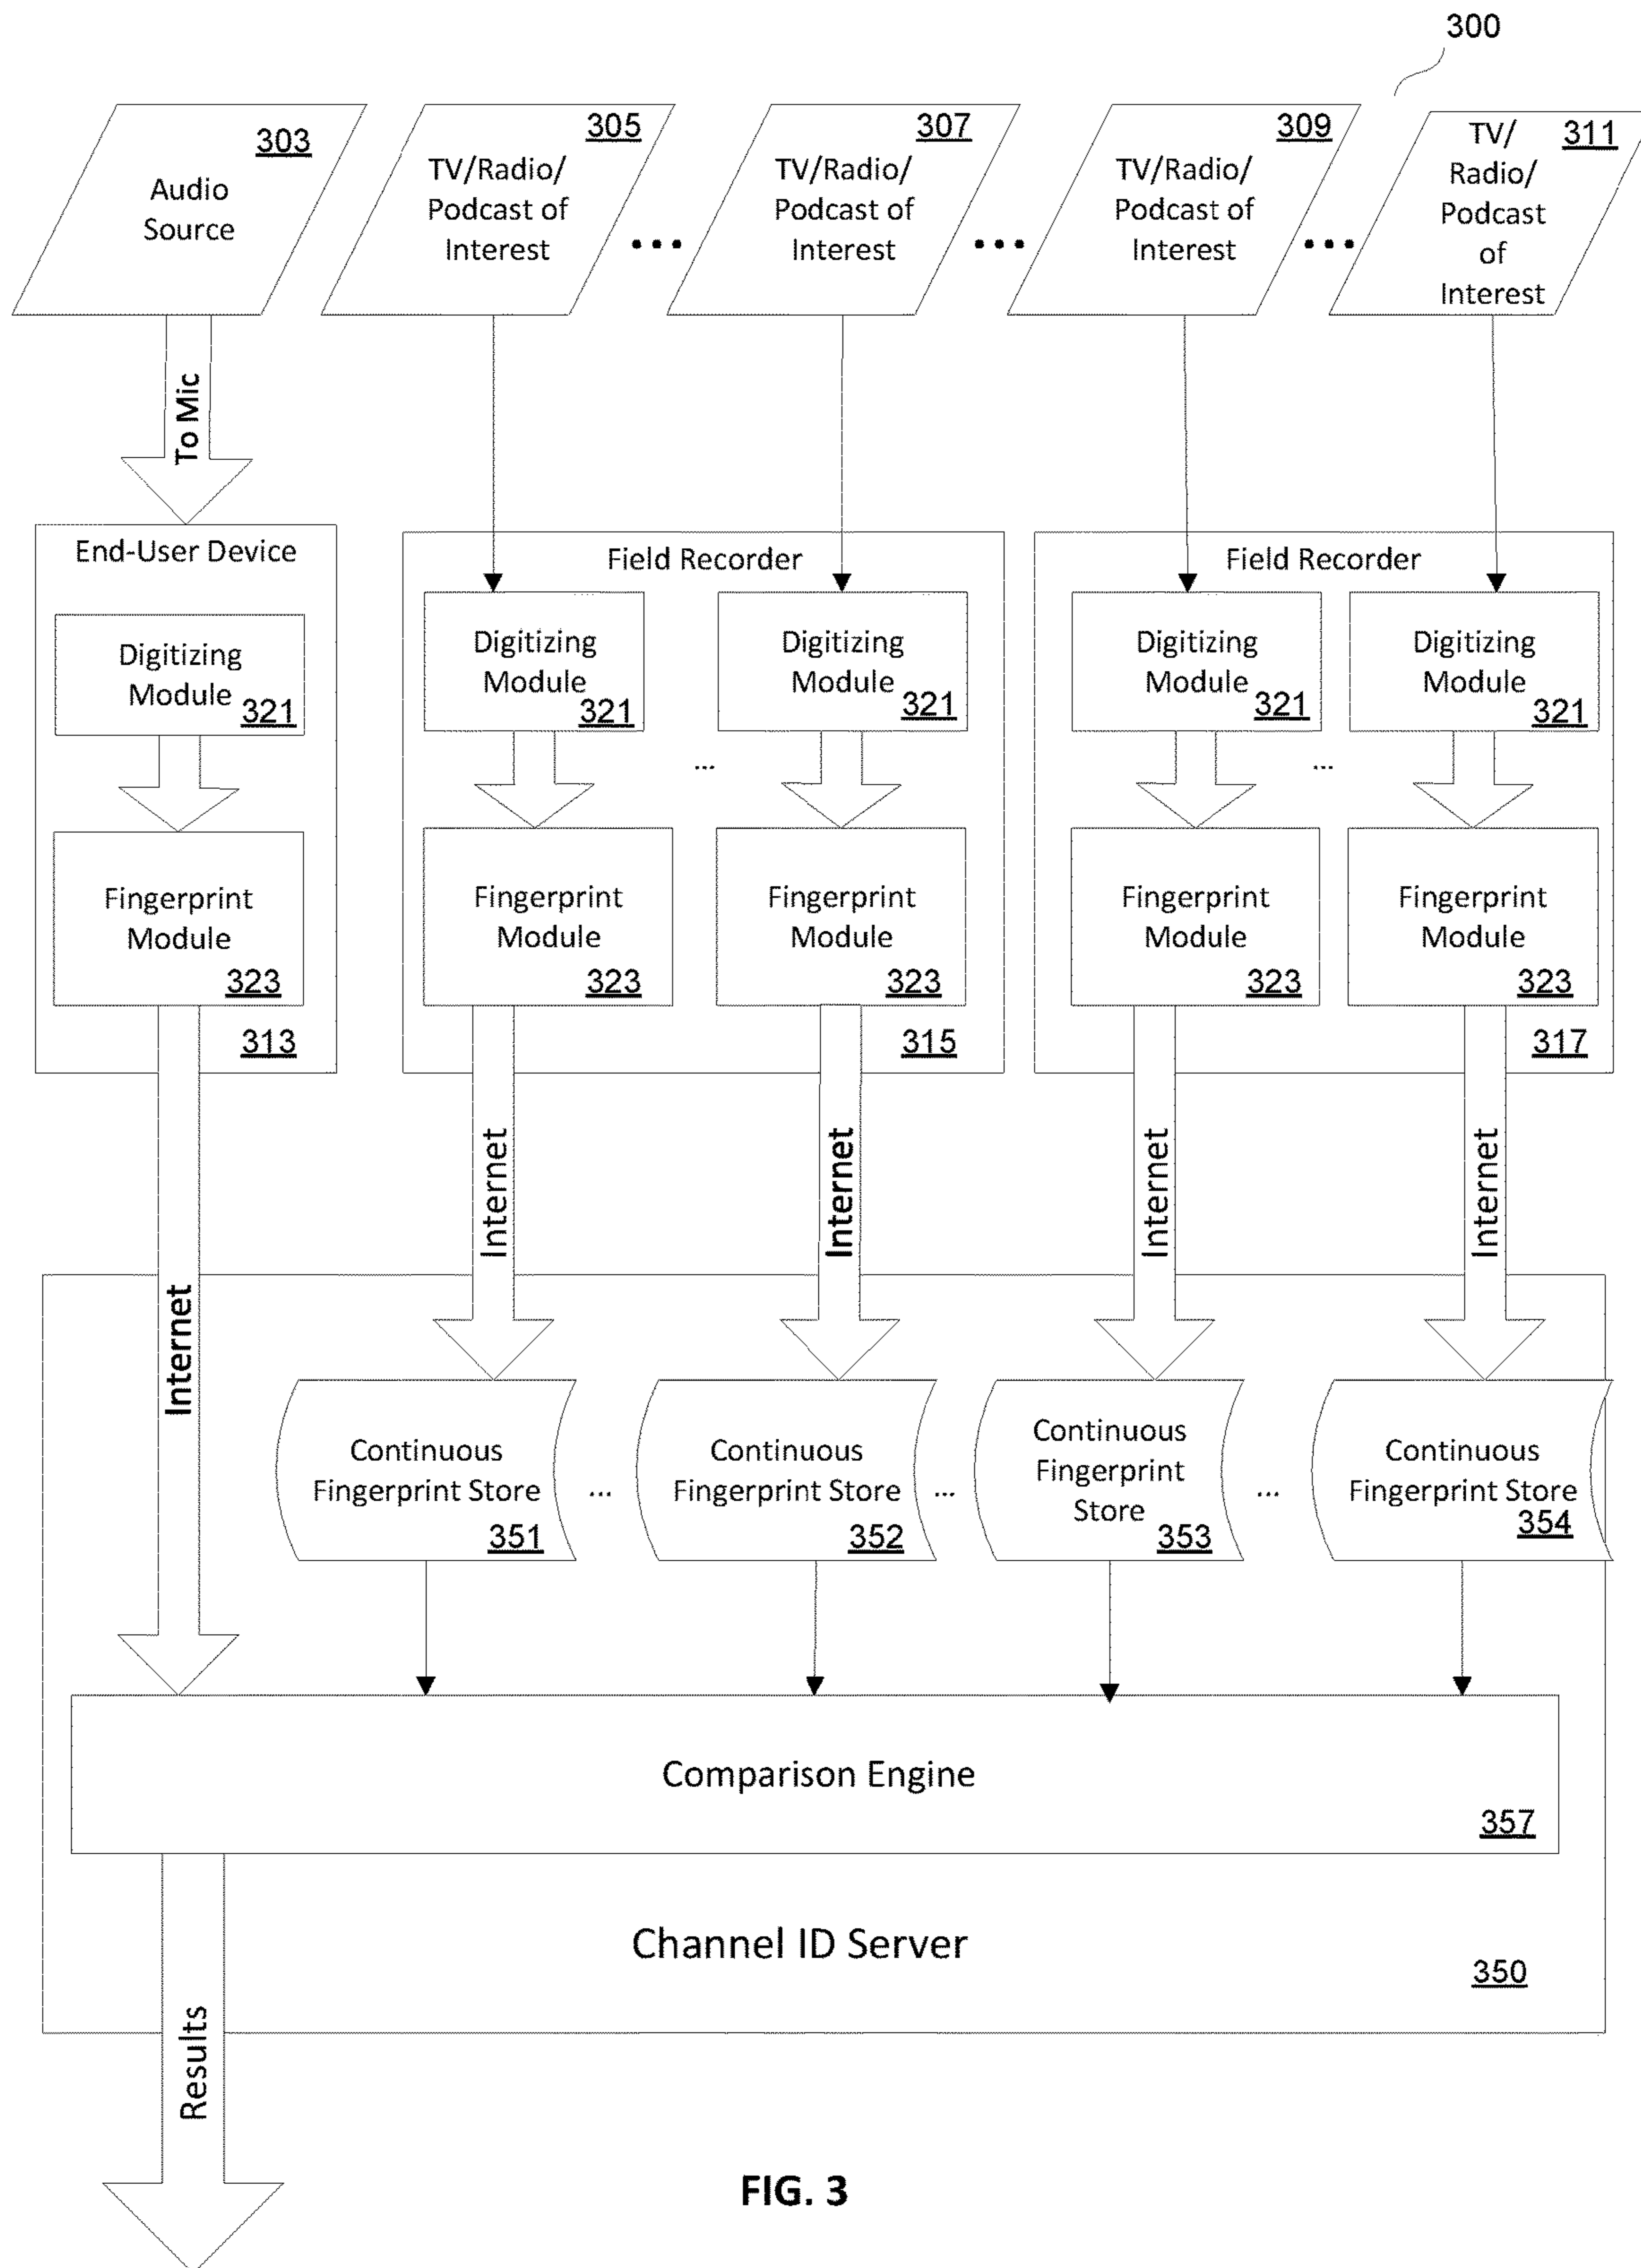 300
303
Audio
Source
305
TV/Radio/
Podcast of
Interest
...
307
TV/Radio/
Podcast of
Interest
...
309
TV/Radio/
Podcast of
Interest
...
311
TV/
Radio/
Podcast
of
Interest
To Mic
End-User Device
Digitizing
Module
321
Fingerprint
Module
323
313
Field Recorder
Digitizing
Module
321
...
Digitizing
Module
321
Fingerprint
Module
323
Fingerprint
Module
323
315
Field Recorder
Digitizing
Module
321
...
Digitizing
Module
321
Fingerprint
Module
323
Fingerprint
Module
323
317
Internet
Internet
Internet
Internet
Internet
Continuous
Fingerprint Store
351
...
Continuous
Fingerprint Store
352
...
Continuous
Fingerprint
Store
353
...
Continuous
Fingerprint Store
354
Comparison Engine
357
Channel ID Server
350
Results
FIG. 3